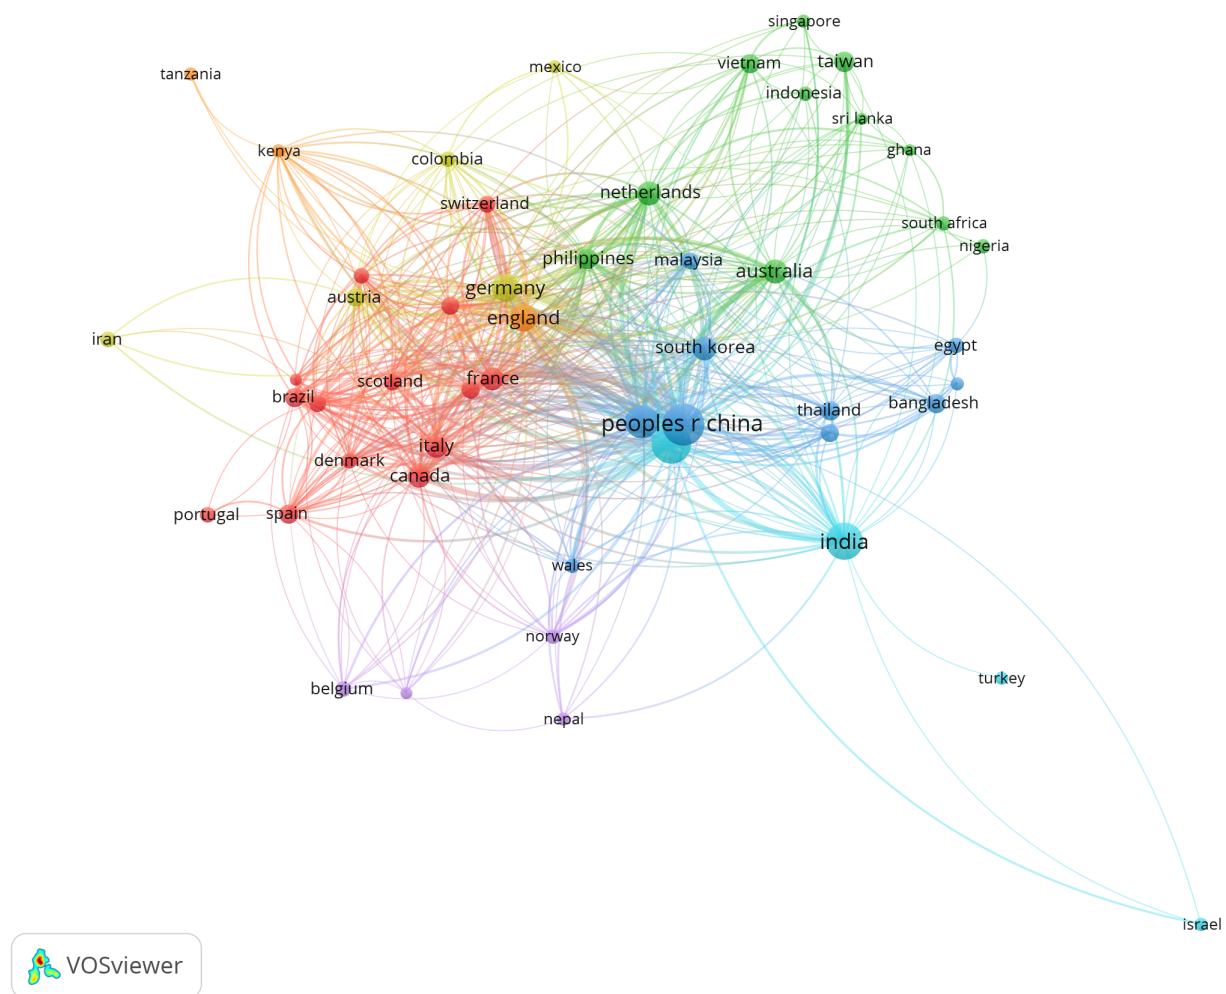 singapore
vietnam
taiwan
mexico
tanzania
indonesia
sri lanka
kenya
ghana
colombia
netherlands
switzerland
south africa
nigeria
philippines
malaysia
australia
germany
austria
england
iran
south korea
egypt
scotland
france
brazil
bangladesh
thailand
peoples r china
italy
denmark
canada
portugal
spain
india
wales
norway
turkey
belgium
nepal
israel
VOSviewer